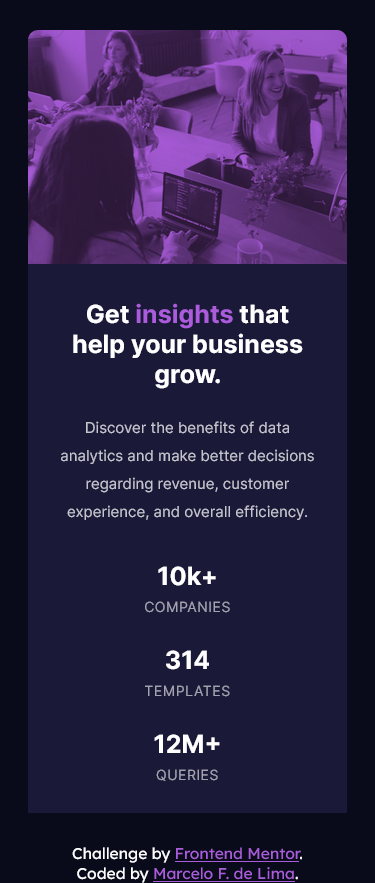 Get insights that
help your business
grow.
Discover the benefits of data
analytics and make better decisions
regarding revenue, customer
experience, and overall efficiency.
10k+
COMPANIES
314
TEMPLATES
12M+
QUERIES
Challenge by Frontend Mentor.
Coded by Marcelo F. de Lima.